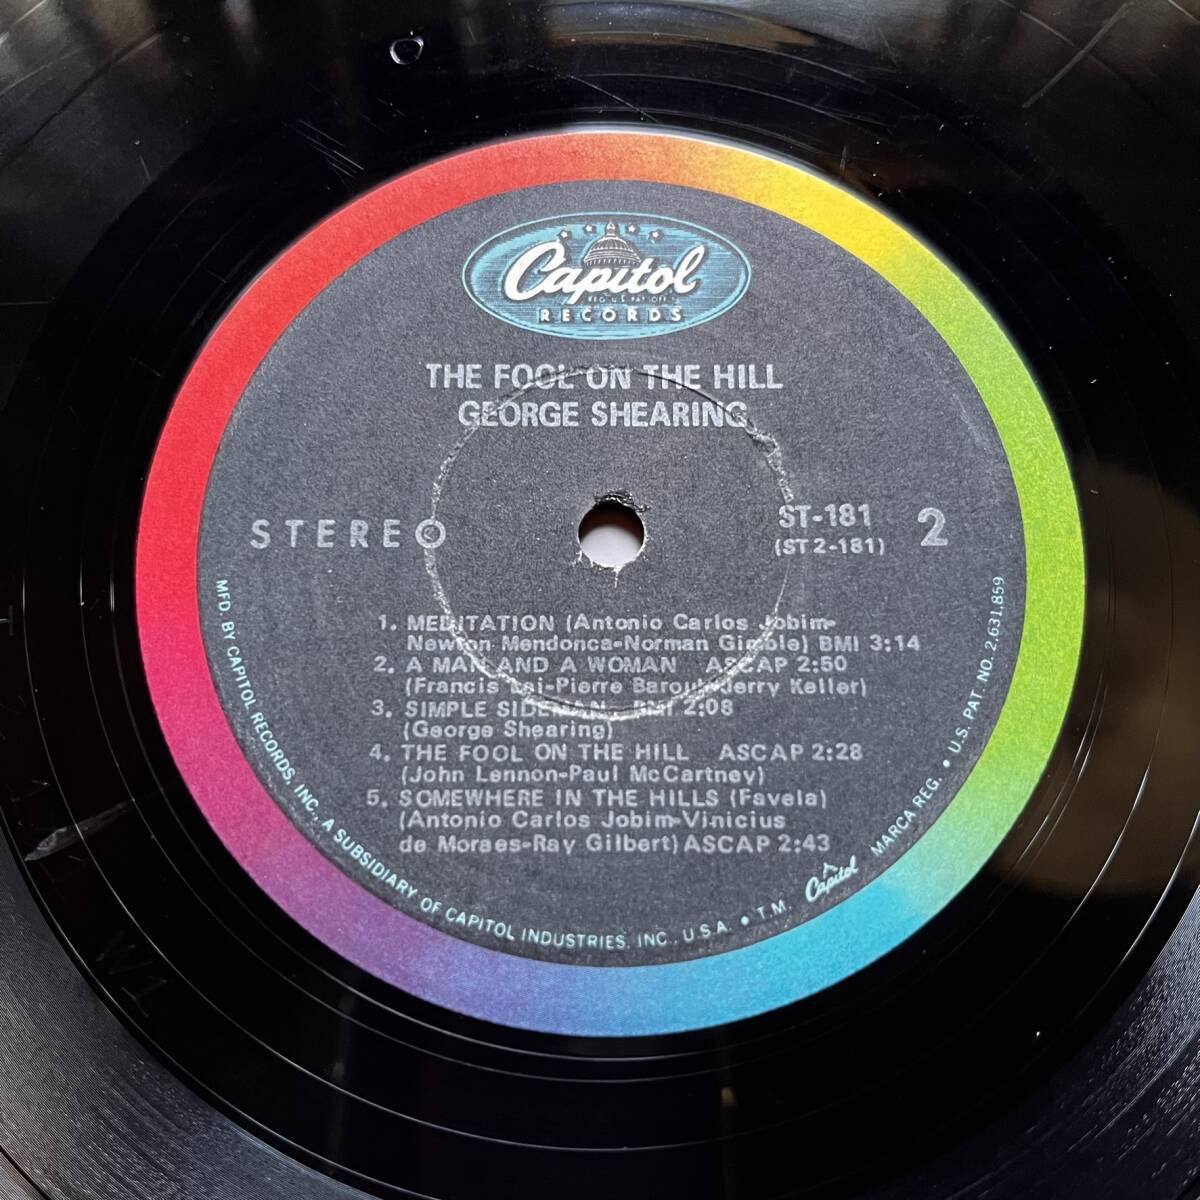 Capitol
REG. U.S. PAT. OFF.
RECORDS
THE FOOL ON THE HILL
GEORGE SHEARING
STEREO
ST-181
(ST 2-181)
2
1. MEDITATION (Antonio Carlos Jobim-
Newton Mendonca-Norman Gimble) BMI 3:14
2. A MAN AND A WOMAN ASCAP 2:50
(Francis Lai-Pierre Barouh-Jerry Keller)
3. SIMPLE SIDEMAN BMI 2:08
(George Shearing)
4. THE FOOL ON THE HILL ASCAP 2:28
(John Lennon-Paul McCartney)
5. SOMEWHERE IN THE HILLS (Favela)
(Antonio Carlos Jobim-Vinicius
de Moraes-Ray Gilbert) ASCAP 2:43
MFD. BY CAPITOL RECORDS, INC., A SUBSIDIARY OF CAPITOL INDUSTRIES, INC., U.S.A. • T.M. Capitol MARCA REG. • U.S. PAT. NO. 2,631,859